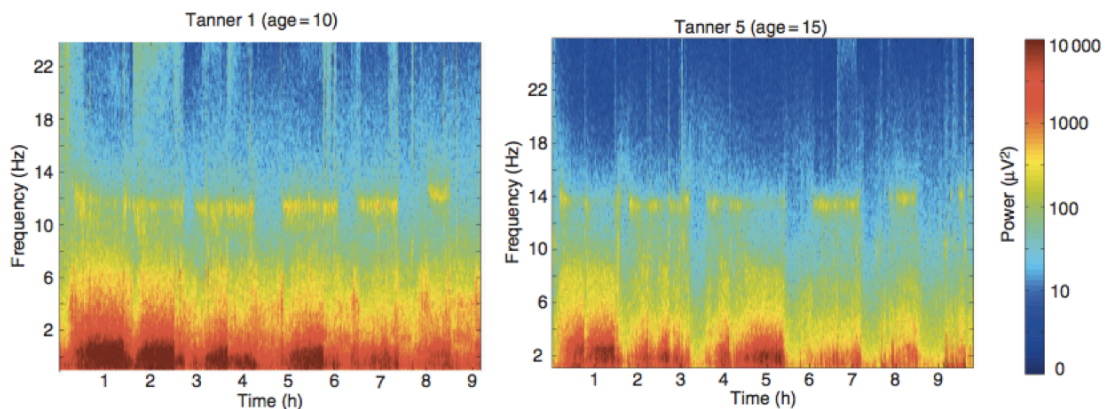 Tanner 1 (age = 10)
22
18
14
12
6
2
Frequency (Hz)
1 2 3 4 5 6 7 8 9
Time (h)
Tanner 5 (age = 15)
22
18
14
10
6
2
Frequency (Hz)
1 2 3 4 5 6 7 8 9
Time (h)
10 000
1000
100
10
0
Power (μV²)